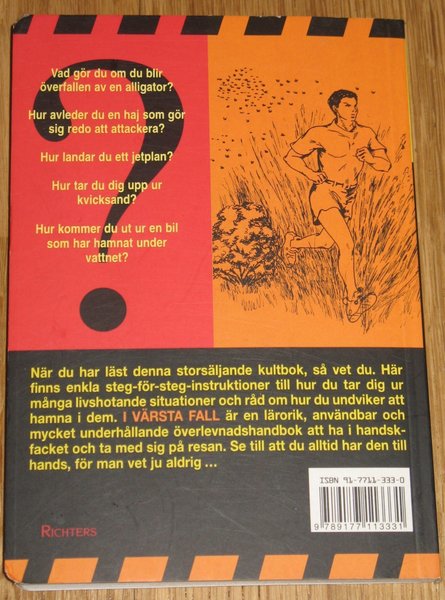 Vad gör du om du blir
överfallen av en alligator?
Hur avleder du en haj som gör
sig redo att attackera?
Hur landar du ett jetplan?
Hur tar du dig upp ur
kvicksand?
Hur kommer du ut ur en bil
som har hamnat under
vattnet?
?
När du har läst denna storsäljande kultbok, så vet du. Här
finns enkla steg-för-steg-instruktioner till hur du tar dig ur
många livshotande situationer och råd om hur du undviker att
hamna i dem. I VÄRSTA FALL är en lärorik, användbar och
mycket underhållande överlevnadshandbok att ha i handsk-
facket och ta med sig på resan. Se till att du alltid har den till
hands, för man vet ju aldrig ...
ISBN 91-7711-333-0
9 789177 113331
RICHTERS